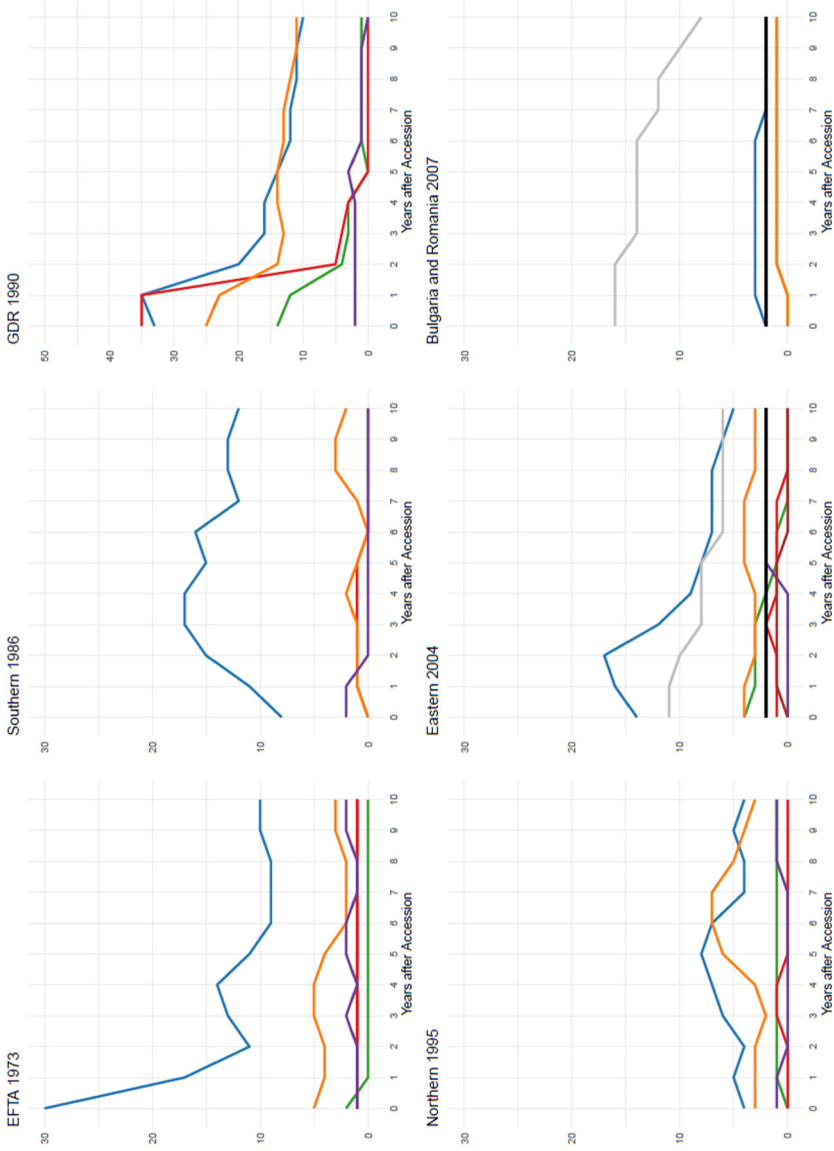 EFTA 1973
30
20
10
0
0 1 2 3 4 5 6 7 8 9 10
Years after Accession
Southern 1986
30
20
10
0
0 1 2 3 4 5 6 7 8 9 10
Years after Accession
GDR 1990
50
40
30
20
10
0
0 1 2 3 4 5 6 7 8 9 10
Years after Accession
Northern 1995
30
20
10
0
0 1 2 3 4 5 6 7 8 9 10
Years after Accession
Eastern 2004
30
20
10
0
0 1 2 3 4 5 6 7 8 9 10
Years after Accession
Bulgaria and Romania 2007
30
20
10
0
0 1 2 3 4 5 6 7 8 9 10
Years after Accession